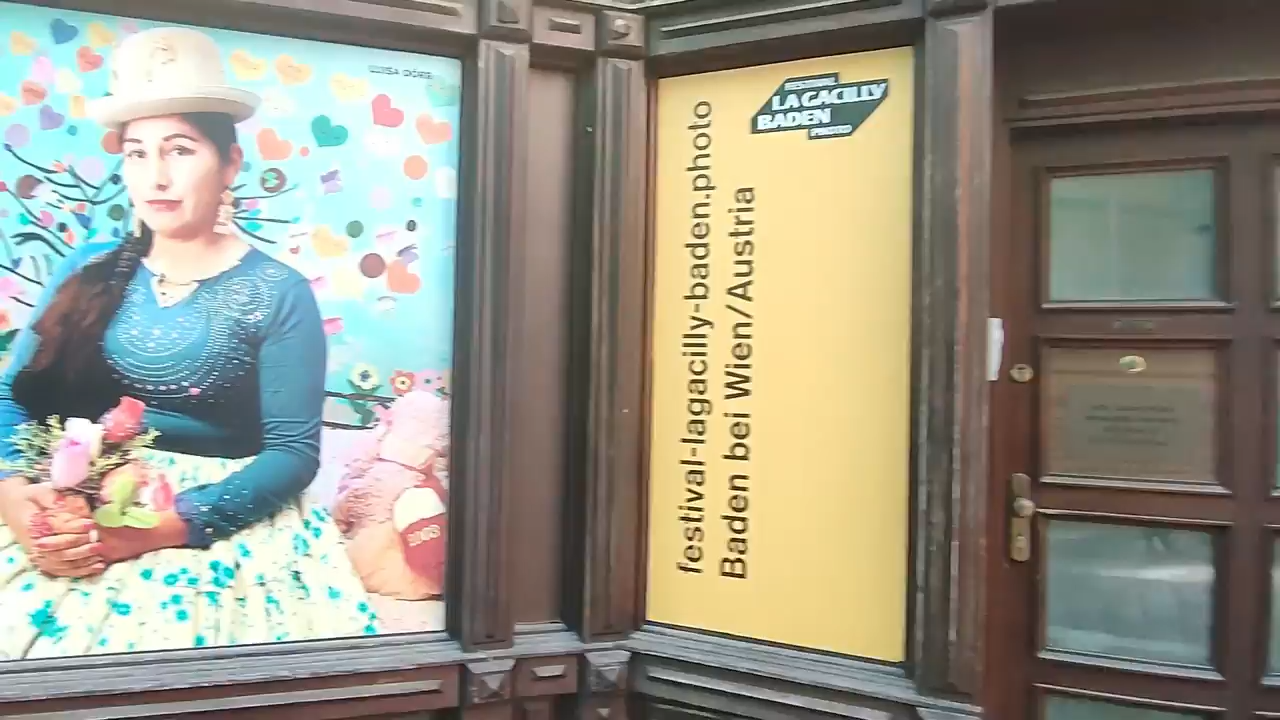 LUISA DÖRR
FESTIVAL
LA GACILLY
BADEN
PHOTO
festival-lagacilly-baden.photo
Baden bei Wien/Austria